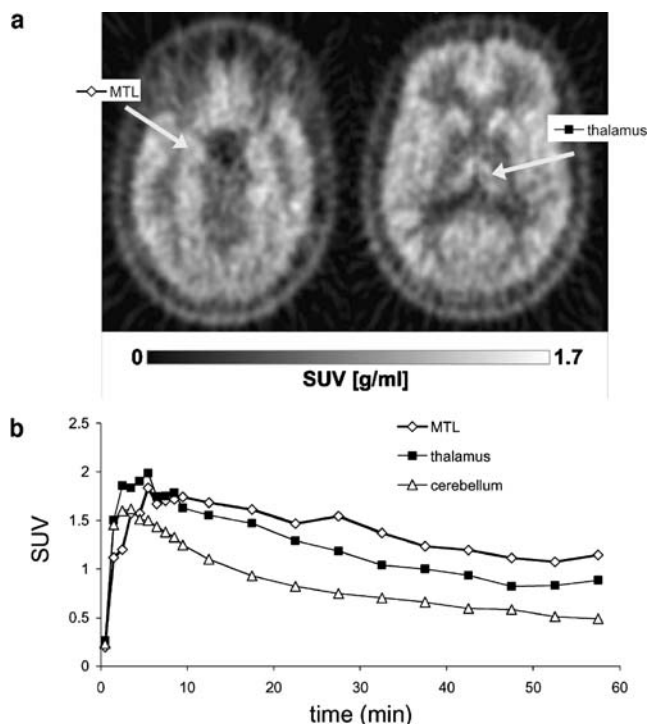 a
MTL
thalamus
0
1.7
SUV [g/ml]
b
2.5
2
1.5
1
0.5
0
SUV
MTL
thalamus
cerebellum
0 10 20 30 40 50 60
time (min)